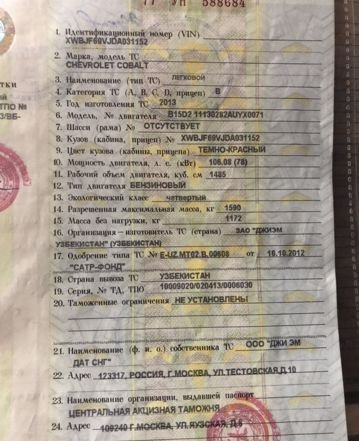 77 УН 588684
1. Идентификационный номер (VIN)
XWBJF69VJDA031152
2. Марка, модель ТС
CHEVROLET COBALT
3. Наименование (тип ТС) ЛЕГКОВОЙ
4. Категория ТС (A, B, C, D, прицеп) B
5. Год изготовления ТС 2013
6. Модель, № двигателя B15D2 11130282AUYX0071
7. Шасси (рама) № ОТСУТСТВУЕТ
8. Кузов (кабина, прицеп) № XWBJF69VJDA031152
9. Цвет кузова (кабины, прицепа) ТЕМНО-КРАСНЫЙ
10. Мощность двигателя, л. с. (кВт) 106.08 (78)
11. Рабочий объем двигателя, куб. см 1485
12. Тип двигателя БЕНЗИНОВЫЙ
13. Экологический класс четвертый
14. Разрешенная максимальная масса, кг 1590
15. Масса без нагрузки, кг 1172
16. Организация – изготовитель ТС (страна) ЗАО "ДЖИЭМ
УЗБЕКИСТАН" (УЗБЕКИСТАН)
17. Одобрение типа ТС № E-UZ.MT02.B.00608 от 10.10.2012
"САТР-ФОНД"
18. Страна вывоза ТС УЗБЕКИСТАН
19. Серия, № ТД, ТПО 10009020/020413/0006030
20. Таможенные ограничения НЕ УСТАНОВЛЕНЫ
21. Наименование (ф. и. о.) собственника ТС ООО "ДЖИ ЭМ
ДАТ СНГ"
22. Адрес 123317, РОССИЯ, Г.МОСКВА, УЛ.ТЕСТОВСКАЯ,Д.10
23. Наименование организации, выдавшей паспорт
ЦЕНТРАЛЬНАЯ АКЦИЗНАЯ ТАМОЖНЯ
24. Адрес 109240 Г.МОСКВА, УЛ. ЯУЗСКАЯ, Д.8